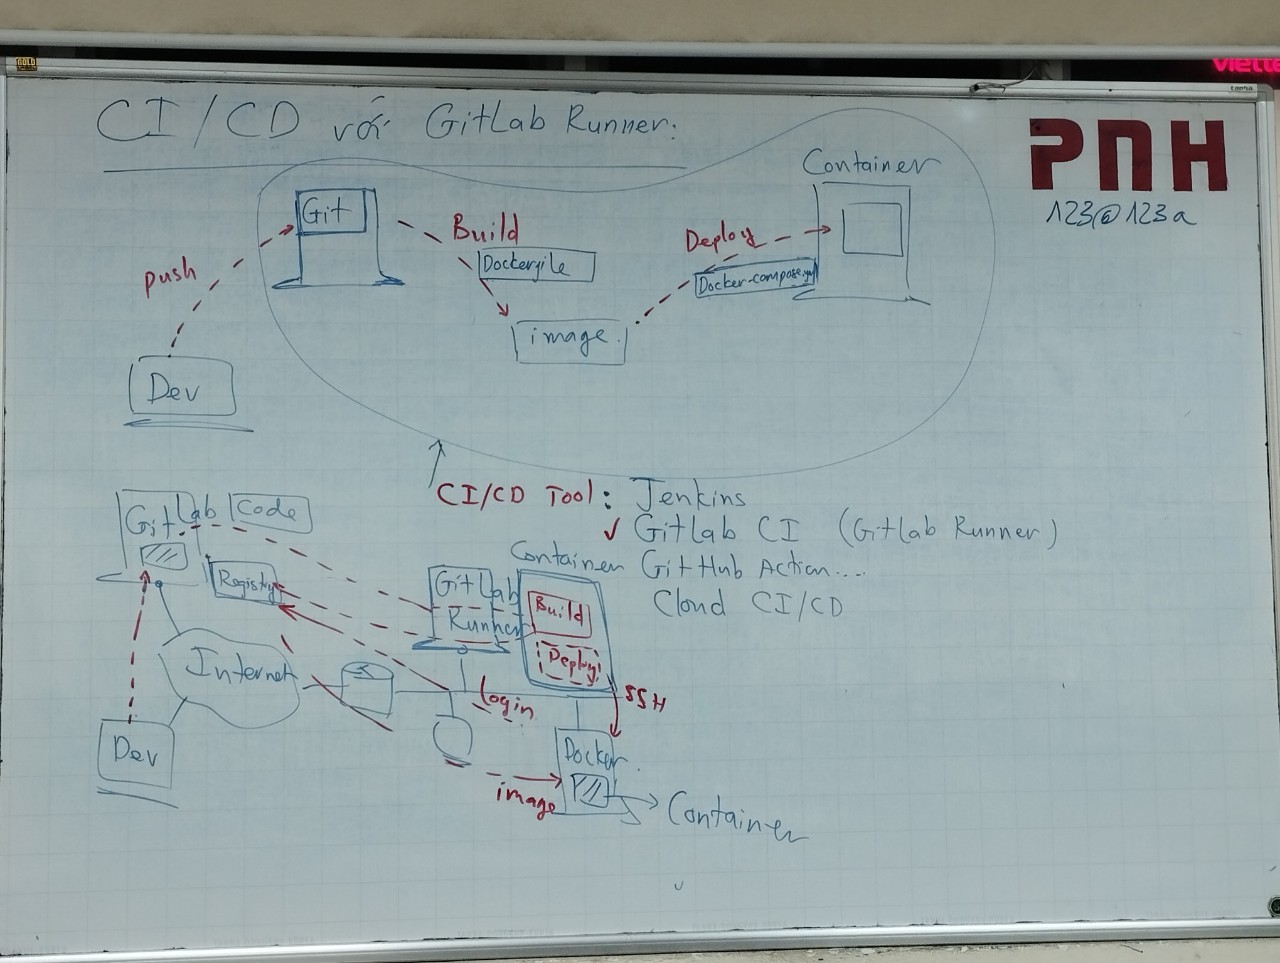 GOLD
viette
CI/CD với GitLab Runner:
PNH
123@123a
Container
Git
Build
Dockerfile
Deploy
Docker-compose.yml
push
image.
Dev
CI/CD Tool: Jenkins
✓ GitLab CI (GitLab Runner)
GitHub Action...
Cloud CI/CD
GitLab
Code
Registry
Container
GitLab
Runner
Build
Deploy
Internet
Login
SSH
Dev
Docker
image
Container